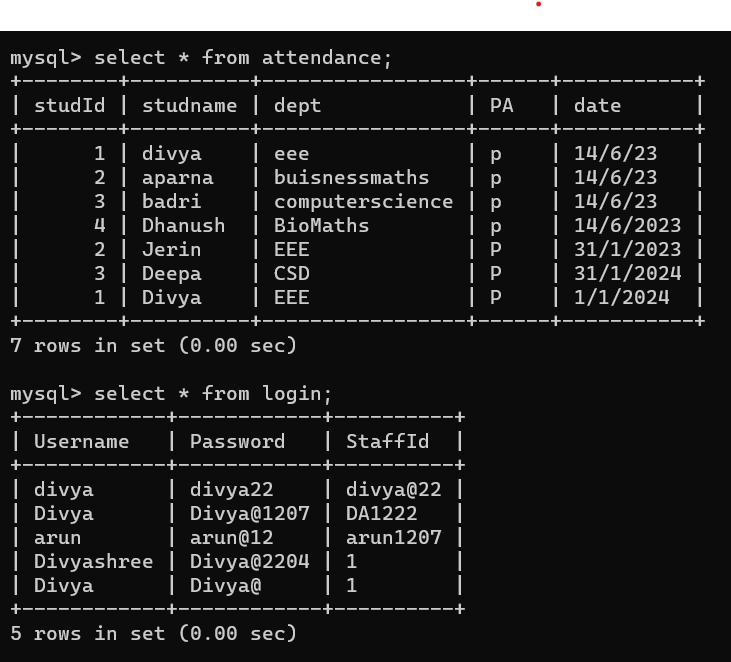 mysql> select * from attendance;
+--------+----------+-----------------+------+-----------+
| studId | studname | dept            | PA   | date      |
+--------+----------+-----------------+------+-----------+
|      1 | divya    | eee             | p    | 14/6/23   |
|      2 | aparna   | buisnessmaths   | p    | 14/6/23   |
|      3 | badri    | computerscience | p    | 14/6/23   |
|      4 | Dhanush  | BioMaths        | p    | 14/6/2023 |
|      2 | Jerin    | EEE             | P    | 31/1/2023 |
|      3 | Deepa    | CSD             | P    | 31/1/2024 |
|      1 | Divya    | EEE             | P    | 1/1/2024  |
+--------+----------+-----------------+------+-----------+
7 rows in set (0.00 sec)
mysql> select * from login;
+------------+------------+----------+
| Username   | Password   | StaffId  |
+------------+------------+----------+
| divya      | divya22    | divya@22 |
| Divya      | Divya@1207 | DA1222   |
| arun       | arun@12    | arun1207 |
| Divyashree | Divya@2204 | 1        |
| Divya      | Divya@     | 1        |
+------------+------------+----------+
5 rows in set (0.00 sec)